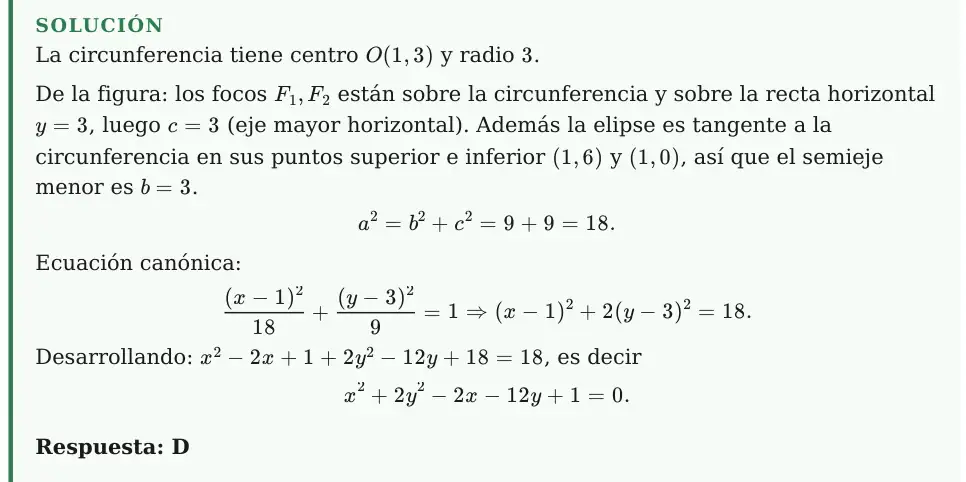 SOLUCIÓN
La circunferencia tiene centro O(1, 3) y radio 3.
De la figura: los focos F₁, F₂ están sobre la circunferencia y sobre la recta horizontal
y = 3, luego c = 3 (eje mayor horizontal). Además la elipse es tangente a la
circunferencia en sus puntos superior e inferior (1, 6) y (1, 0), así que el semieje
menor es b = 3.
a² = b² + c² = 9 + 9 = 18.
Ecuación canónica:
(x − 1)²/18 + (y − 3)²/9 = 1 ⇒ (x − 1)² + 2(y − 3)² = 18.
Desarrollando: x² − 2x + 1 + 2y² − 12y + 18 = 18, es decir
x² + 2y² − 2x − 12y + 1 = 0.
Respuesta: D